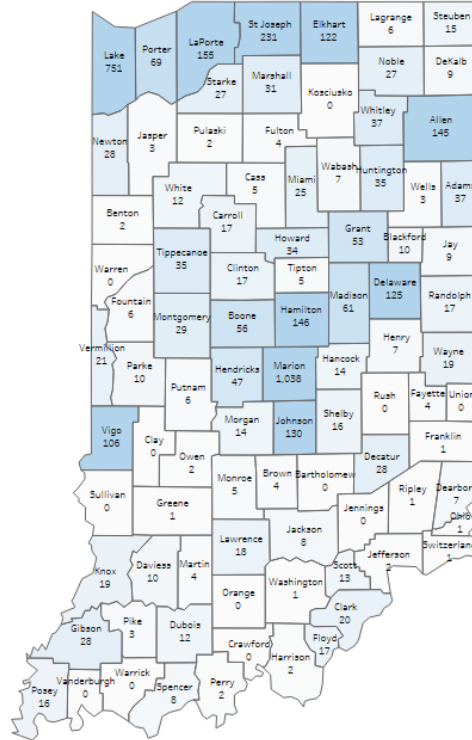 Lake
751
Porter
69
LaPorte
155
St Joseph
231
Elkhart
122
Lagrange
6
Steuben
15
Starke
27
Marshall
31
Noble
27
DeKalb
9
Kosciusko
0
Whitley
37
Allen
145
Newton
28
Jasper
3
Pulaski
2
Fulton
4
Wabash
7
Huntington
35
Miami
25
Cass
5
White
12
Wells
3
Adams
37
Benton
2
Carroll
17
Grant
53
Blackford
10
Jay
9
Howard
34
Tippecanoe
35
Clinton
17
Tipton
5
Warren
0
Madison
61
Delaware
125
Randolph
17
Fountain
6
Montgomery
29
Boone
56
Hamilton
146
Vermillion
21
Henry
7
Wayne
19
Parke
10
Putnam
6
Hendricks
47
Marion
1,038
Hancock
14
Rush
0
Fayette
4
Union
0
Vigo
106
Clay
0
Owen
2
Morgan
14
Johnson
130
Shelby
16
Franklin
1
Decatur
28
Sullivan
0
Greene
1
Monroe
5
Brown
4
Bartholomew
0
Jennings
0
Ripley
1
Dearborn
7
Ohio
1
Switzerland
1
Jefferson
2
Jackson
8
Lawrence
18
Knox
19
Daviess
10
Martin
4
Orange
0
Washington
1
Scott
13
Clark
20
Floyd
17
Harrison
2
Crawford
0
Gibson
28
Pike
3
Dubois
12
Posey
16
Vanderburgh
0
Warrick
0
Spencer
8
Perry
2